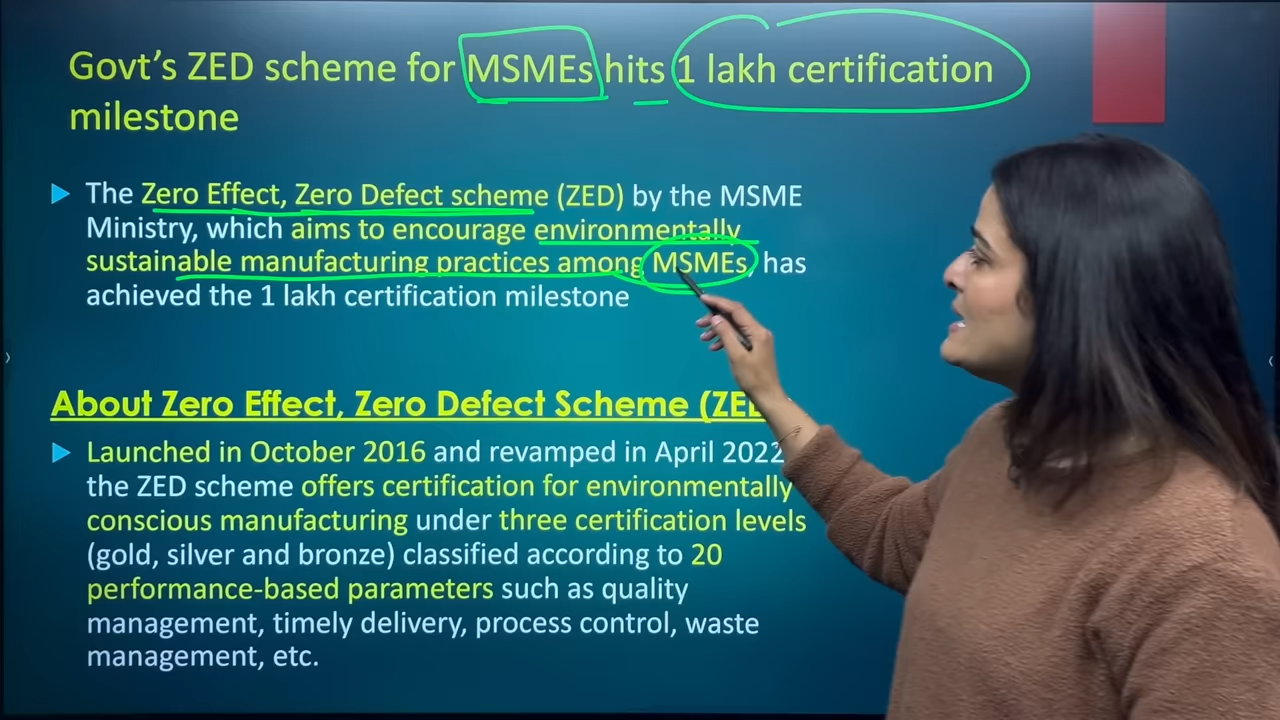 Govt's ZED scheme for MSMEs hits 1 lakh certification
milestone
The Zero Effect, Zero Defect scheme (ZED) by the MSME
Ministry, which aims to encourage environmentally
sustainable manufacturing practices among MSMEs, has
achieved the 1 lakh certification milestone
About Zero Effect, Zero Defect Scheme
Launched in October 2016 and revamped in April 2022
the ZED scheme offers certification for environmentally
conscious manufacturing under three certification levels
(gold, silver and bronze) classified according to 20
performance-based parameters such as quality
management, timely delivery, process control, waste
management, etc.